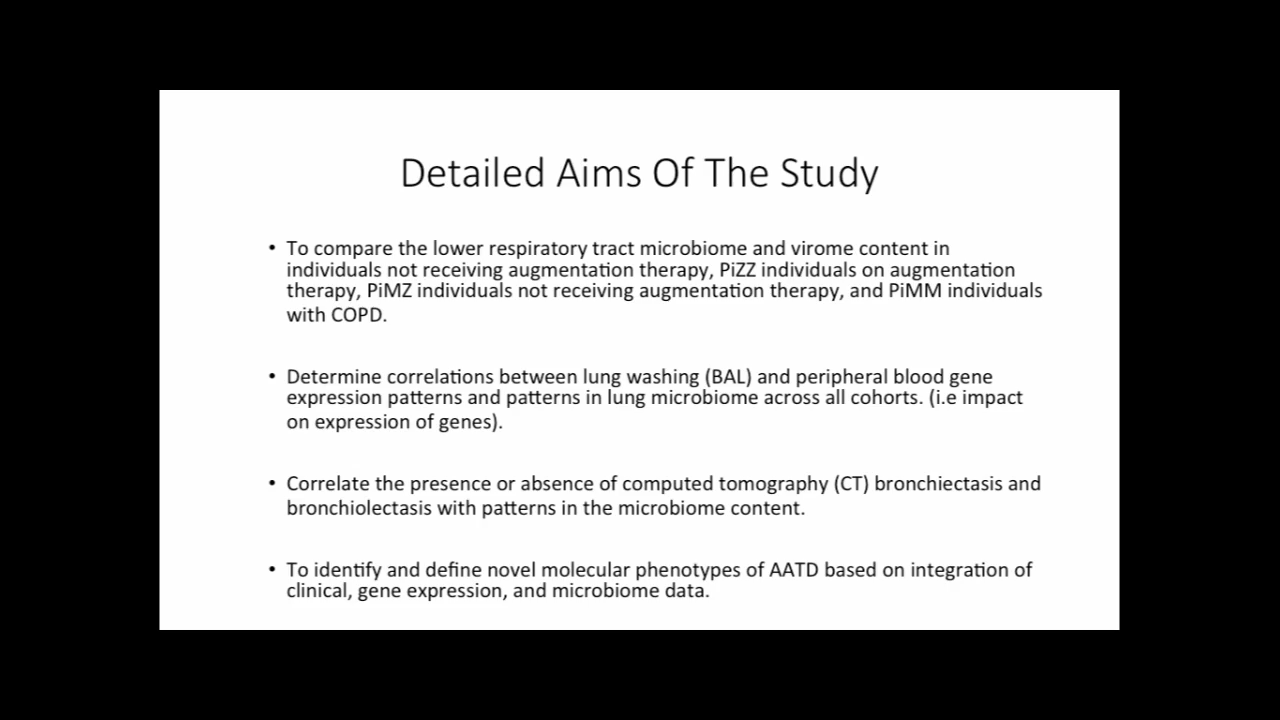 Detailed Aims Of The Study
• To compare the lower respiratory tract microbiome and virome content in
individuals not receiving augmentation therapy, PiZZ individuals on augmentation
therapy, PiMZ individuals not receiving augmentation therapy, and PiMM individuals
with COPD.
• Determine correlations between lung washing (BAL) and peripheral blood gene
expression patterns and patterns in lung microbiome across all cohorts. (i.e impact
on expression of genes).
• Correlate the presence or absence of computed tomography (CT) bronchiectasis and
bronchiolectasis with patterns in the microbiome content.
• To identify and define novel molecular phenotypes of AATD based on integration of
clinical, gene expression, and microbiome data.